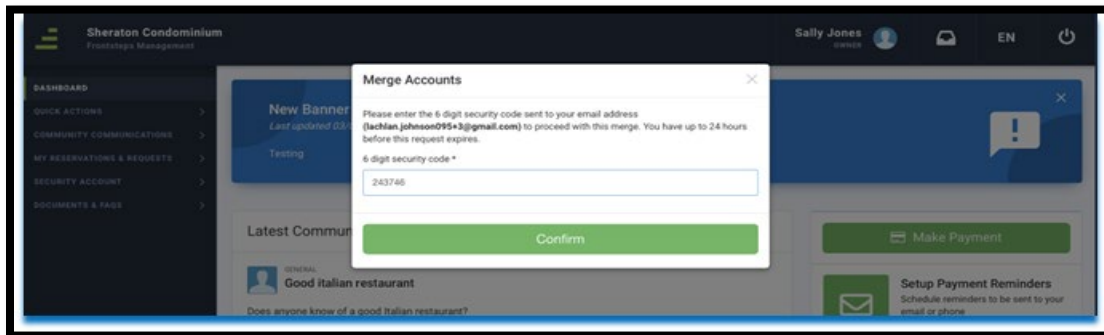 Sheraton Condominium
Frontsteps Management
Sally Jones
OWNER
EN
DASHBOARD
QUICK ACTIONS
COMMUNITY COMMUNICATIONS
MY RESERVATIONS & REQUESTS
SECURITY ACCOUNT
DOCUMENTS & FAQS
New Banner
Last updated 03/
Testing
Merge Accounts
Please enter the 6 digit security code sent to your email address
(lachlan.johnson095+3@gmail.com) to proceed with this merge. You have up to 24 hours
before this request expires.
6 digit security code *
243746
Confirm
Latest Commun
GENERAL
Good italian restaurant
Does anyone know of a good Italian restaurant?
Make Payment
Setup Payment Reminders
Schedule reminders to be sent to your
email or phone